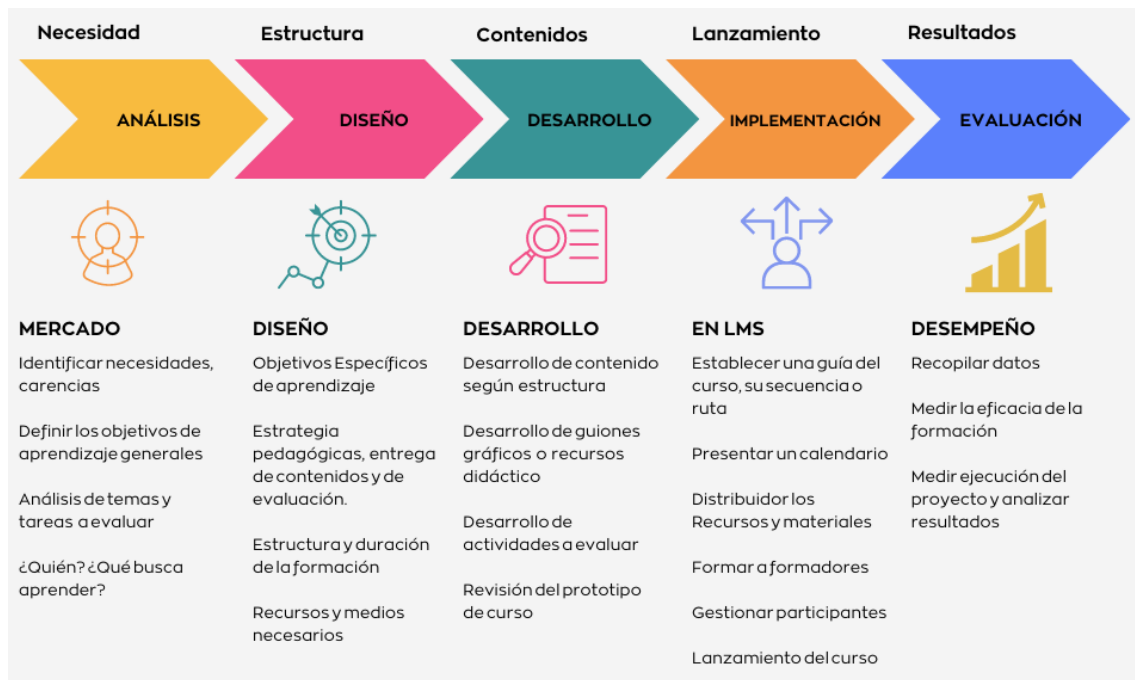 Necesidad
Estructura
Contenidos
Lanzamiento
Resultados
ANÁLISIS
DISEÑO
DESARROLLO
IMPLEMENTACIÓN
EVALUACIÓN
MERCADO
Identificar necesidades,
carencias
Definir los objetivos de
aprendizaje generales
Análisis de temas y
tareas a evaluar
¿Quién? ¿Qué busca
aprender?
DISEÑO
Objetivos Específicos
de aprendizaje
Estrategia
pedagógicas, entrega
de contenidos y de
evaluación.
Estructura y duración
de la formación
Recursos y medios
necesarios
DESARROLLO
Desarrollo de contenido
según estructura
Desarrollo de guiones
gráficos o recursos
didáctico
Desarrollo de
actividades a evaluar
Revisión del prototipo
de curso
EN LMS
Establecer una guía del
curso, su secuencia o
ruta
Presentar un calendario
Distribuidor los
Recursos y materiales
Formar a formadores
Gestionar participantes
Lanzamiento del curso
DESEMPEÑO
Recopilar datos
Medir la eficacia de la
formación
Medir ejecución del
proyecto y analizar
resultados